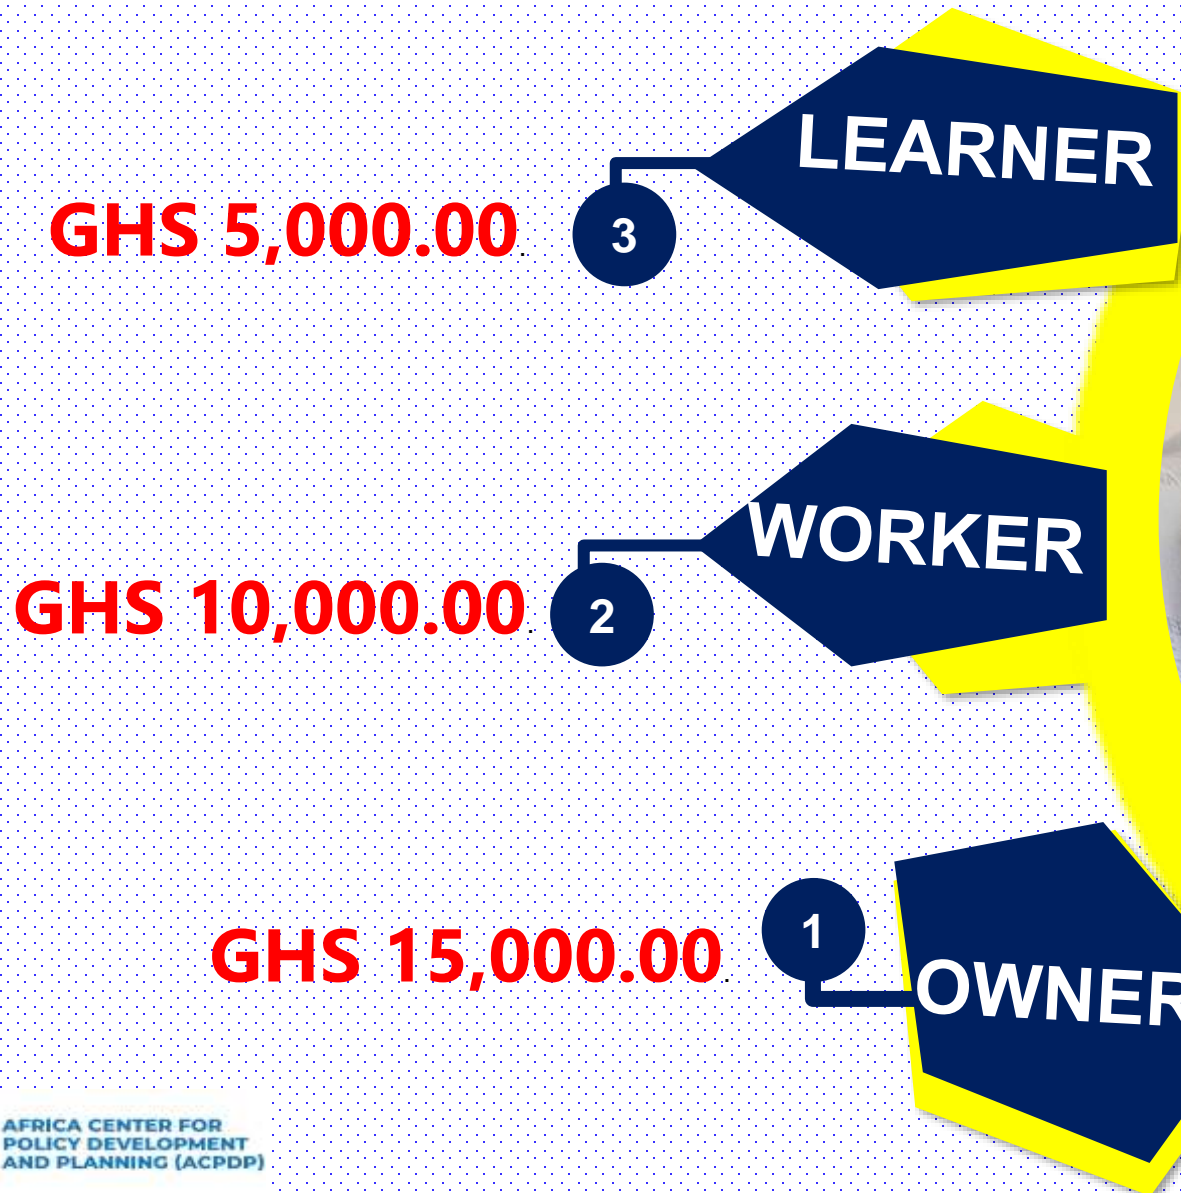 LEARNER
GHS 5,000.00.
3
WORKER
GHS 10,000.00.
2
1
GHS 15,000.00.
OWNER
AFRICA CENTER FOR
POLICY DEVELOPMENT
AND PLANNING (ACPDP)